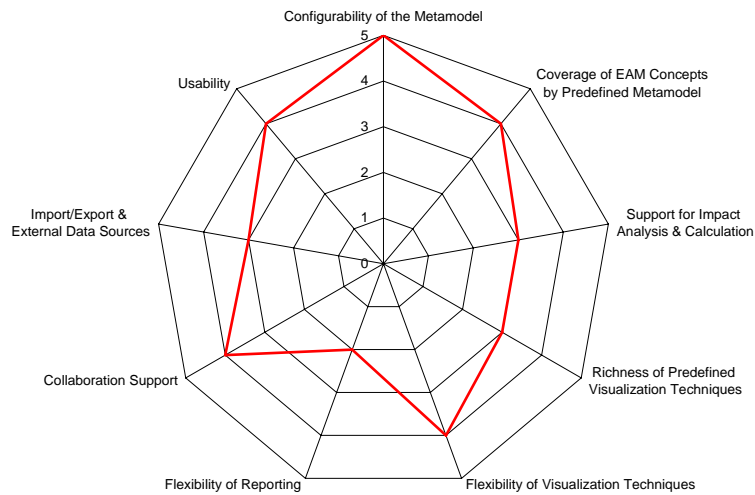 Configurability of the Metamodel
5
Usability
Coverage of EAM Concepts
by Predefined Metamodel
4
3
2
Import/Export &
External Data Sources
Support for Impact
Analysis & Calculation
1
0
Collaboration Support
Richness of Predefined
Visualization Techniques
Flexibility of Reporting
Flexibility of Visualization Techniques